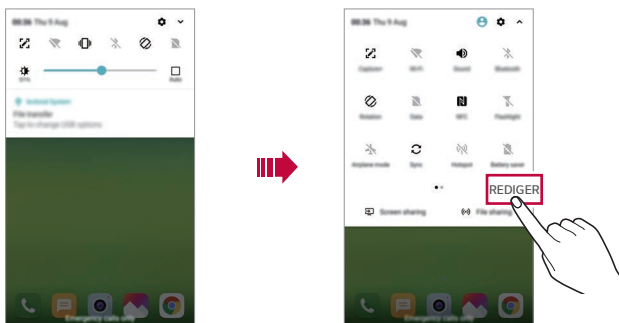 Thu 9 Aug
Android System
File transfer
Tap to change USB options
Emergency calls only
Thu 9 Aug
Capture+ Wi-Fi Sound Bluetooth
Rotation Data NFC Flashlight
Airplane mode Sync Hotspot Battery saver
REDIGER
Screen sharing File sharing
Emergency calls only